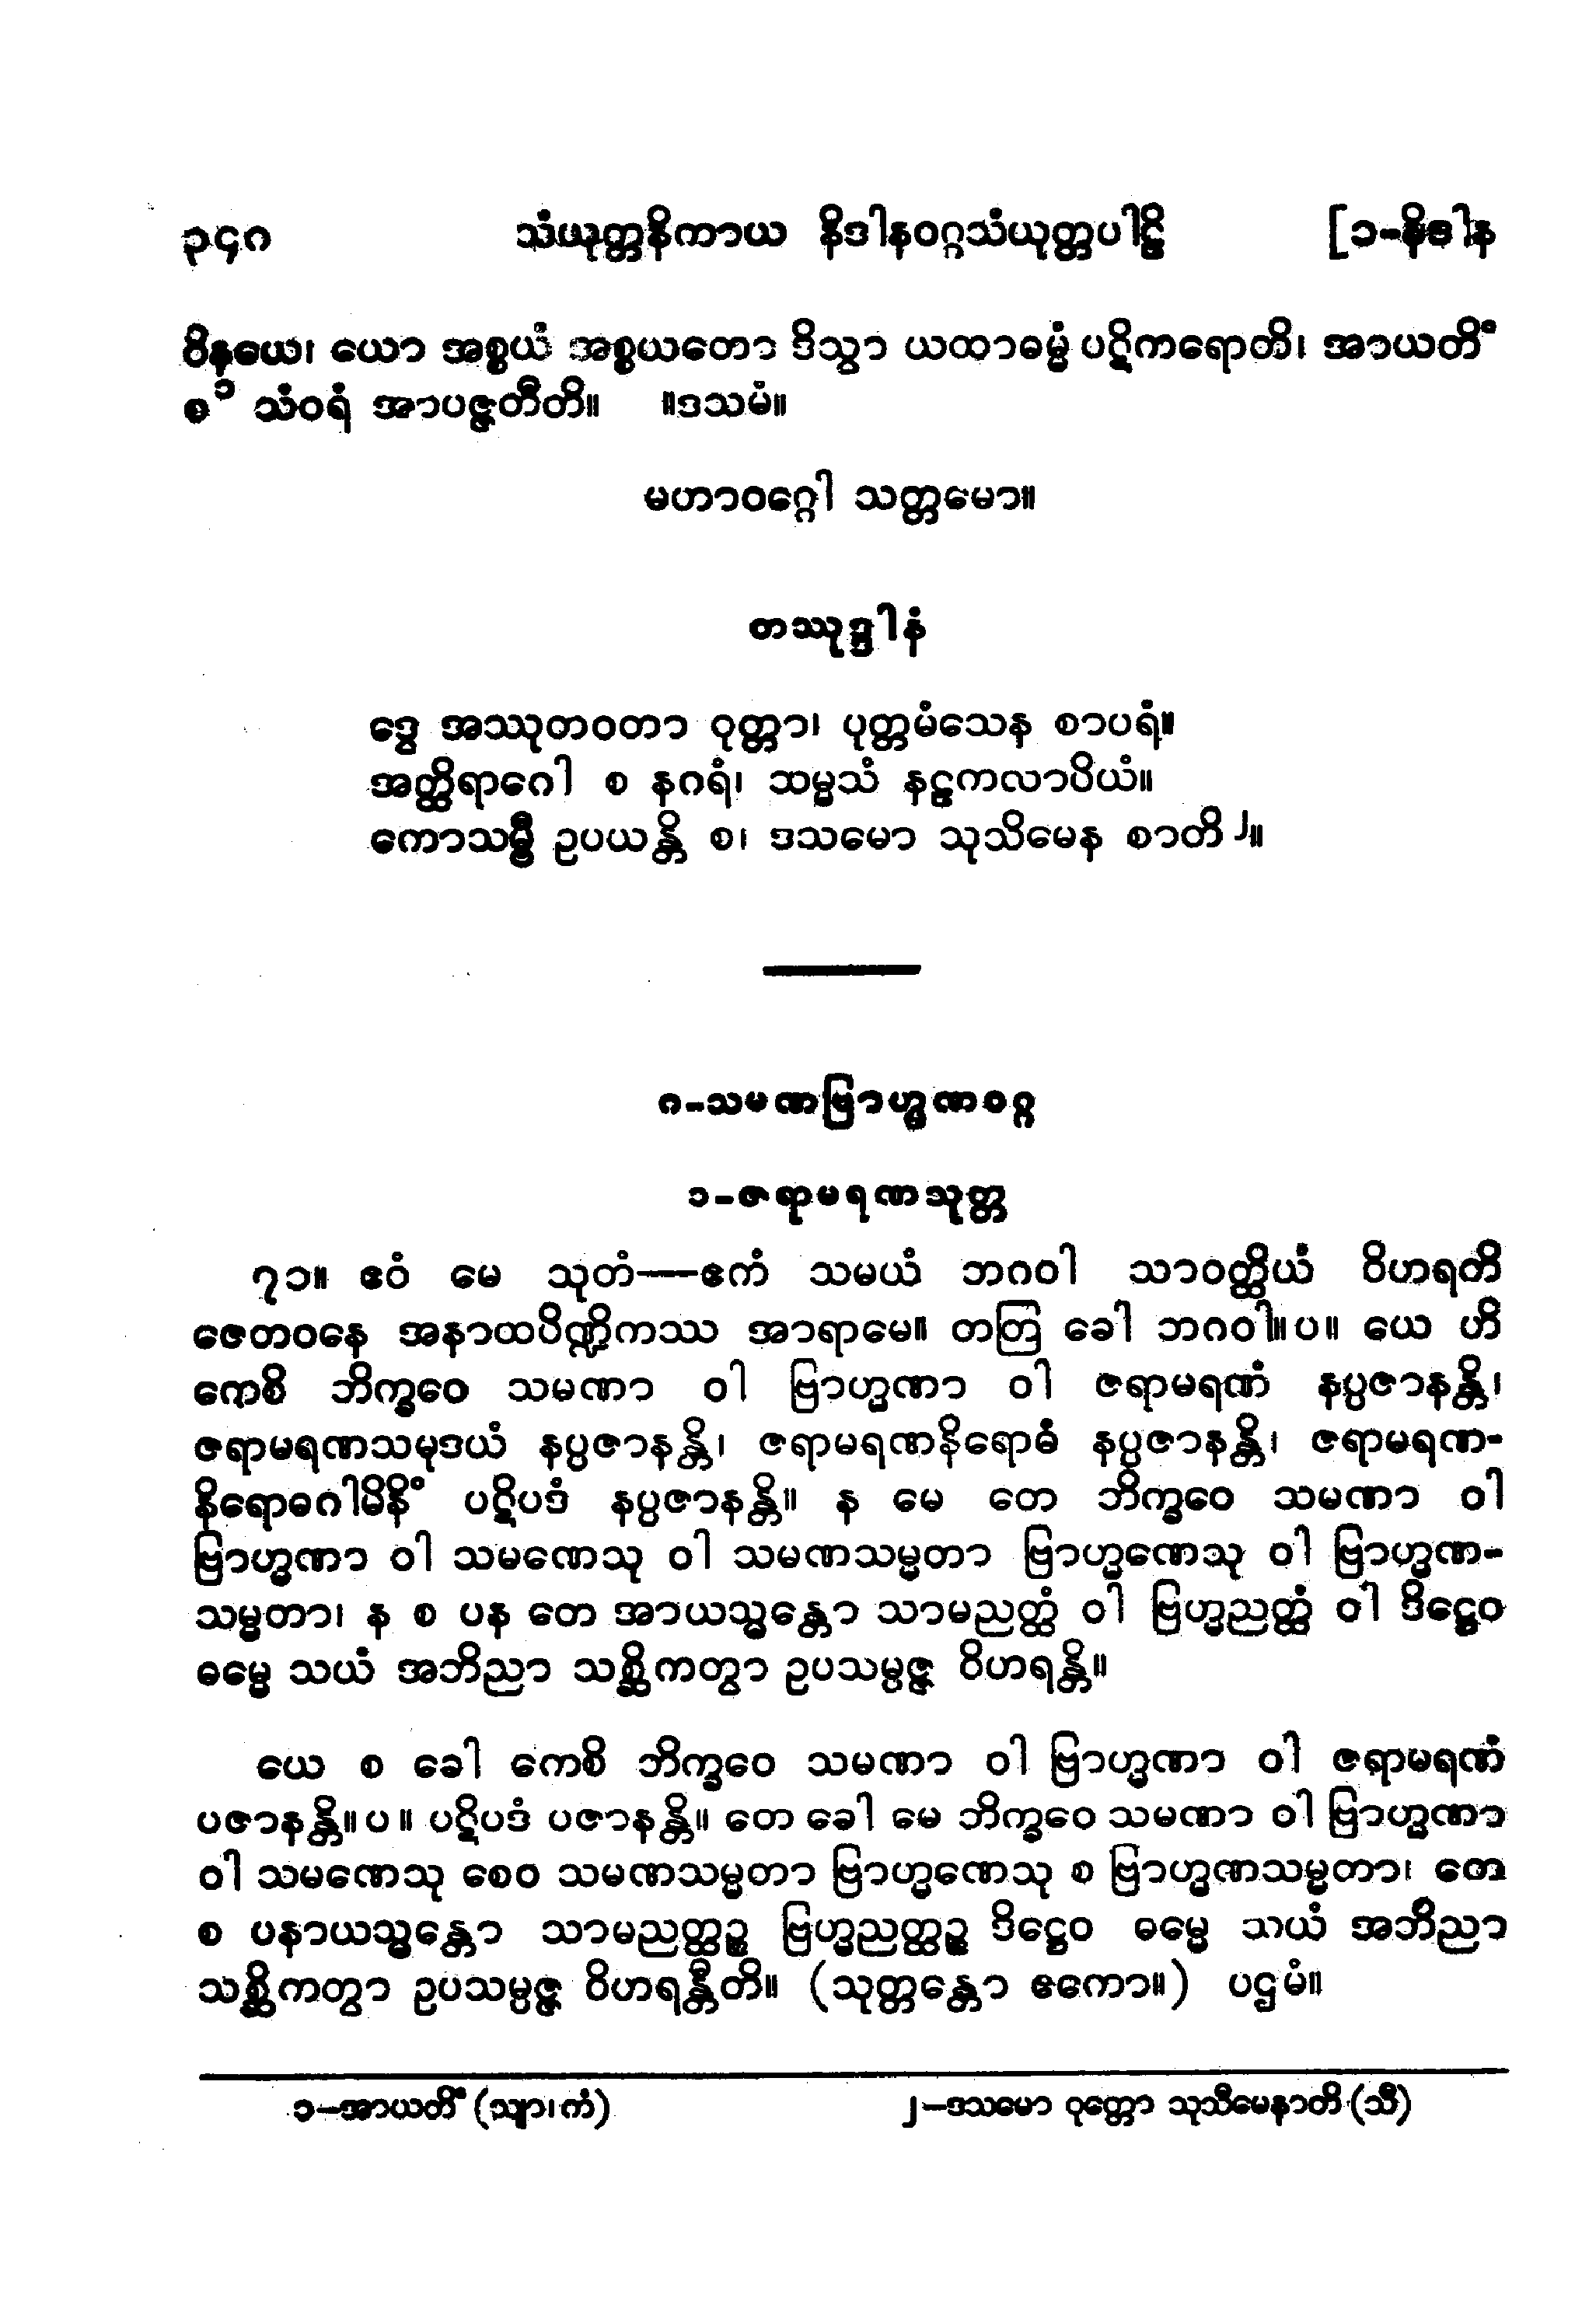 ၃၄ဂ သံယုတ္တနိကာယ နိဒါနဝဂ္ဂသံယုတ္တပါဠိ [၁-နိဒါန
ဝိနယေ၊ ယော အစ္စယံ အစ္စယတော ဒိသွာ ယထာဓမ္မံ ပဋိကရောတိ၊ အာယတိံ
စ ၁ သံဝရံ အာပဇ္ဇတီတိ။ ။ဒသမံ။
မဟာဝဂ္ဂေါ သတ္တမော။
တဿုဒ္ဒါနံ
ဒွေ အဿုတဝတာ ဝုတ္တာ၊ ပုတ္တမံသေန စာပရံ။
အတ္ထိရာဂေါ စ နဂရံ၊ သမ္မသံ နဠကလာပိယံ။
ကောသမ္ဗီ ဥပယန္တိ စ၊ ဒသမော သုသိမေန စာတိ ၂။
ဂ-သမဏဗြာဟ္မဏဝဂ္ဂ
၁-ဇရာမရဏသုတ္တ
၇၁။ ဧဝံ မေ သုတံ——ဧကံ သမယံ ဘဂဝါ သာဝတ္ထိယံ ဝိဟရတိ
ဇေတဝနေ အနာထပိဏ္ဍိကဿ အာရာမေ။ တတြ ခေါ ဘဂဝါ။ပ။ ယေ ဟိ
ကေစိ ဘိက္ခဝေ သမဏာ ဝါ ဗြာဟ္မဏာ ဝါ ဇရာမရဏံ နပ္ပဇာနန္တိ၊
ဇရာမရဏသမုဒယံ နပ္ပဇာနန္တိ၊ ဇရာမရဏနိရောဓံ နပ္ပဇာနန္တိ၊ ဇရာမရဏ-
နိရောဓဂါမိနိံ ပဋိပဒံ နပ္ပဇာနန္တိ။ န မေ တေ ဘိက္ခဝေ သမဏာ ဝါ
ဗြာဟ္မဏာ ဝါ သမဏေသု ဝါ သမဏသမ္မတာ ဗြာဟ္မဏေသု ဝါ ဗြာဟ္မဏ-
သမ္မတာ၊ န စ ပန တေ အာယသ္မန္တော သာမညတ္ထံ ဝါ ဗြဟ္မညတ္ထံ ဝါ ဒိဋ္ဌေဝ
ဓမ္မေ သယံ အဘိညာ သစ္ဆိကတွာ ဥပသမ္ပဇ္ဇ ဝိဟရန္တိ။
ယေ စ ခေါ ကေစိ ဘိက္ခဝေ သမဏာ ဝါ ဗြာဟ္မဏာ ဝါ ဇရာမရဏံ
ပဇာနန္တိ။ပ။ ပဋိပဒံ ပဇာနန္တိ။ တေ ခေါ မေ ဘိက္ခဝေ သမဏာ ဝါ ဗြာဟ္မဏာ
ဝါ သမဏေသု စေဝ သမဏသမ္မတာ ဗြာဟ္မဏေသု စ ဗြာဟ္မဏသမ္မတာ၊ တေ
စ ပနာယသ္မန္တော သာမညတ္ထဉ္စ ဗြဟ္မညတ္ထဉ္စ ဒိဋ္ဌေဝ ဓမ္မေ သယံ အဘိညာ
သစ္ဆိကတွာ ဥပသမ္ပဇ္ဇ ဝိဟရန္တီတိ။ (သုတ္တန္တော ဧကော။) ပဌမံ။
၁–အာယတိံ (သျာ၊ကံ) ၂–ဒသမော ဝုတ္တော သုသီမေနာတိ (သီ)